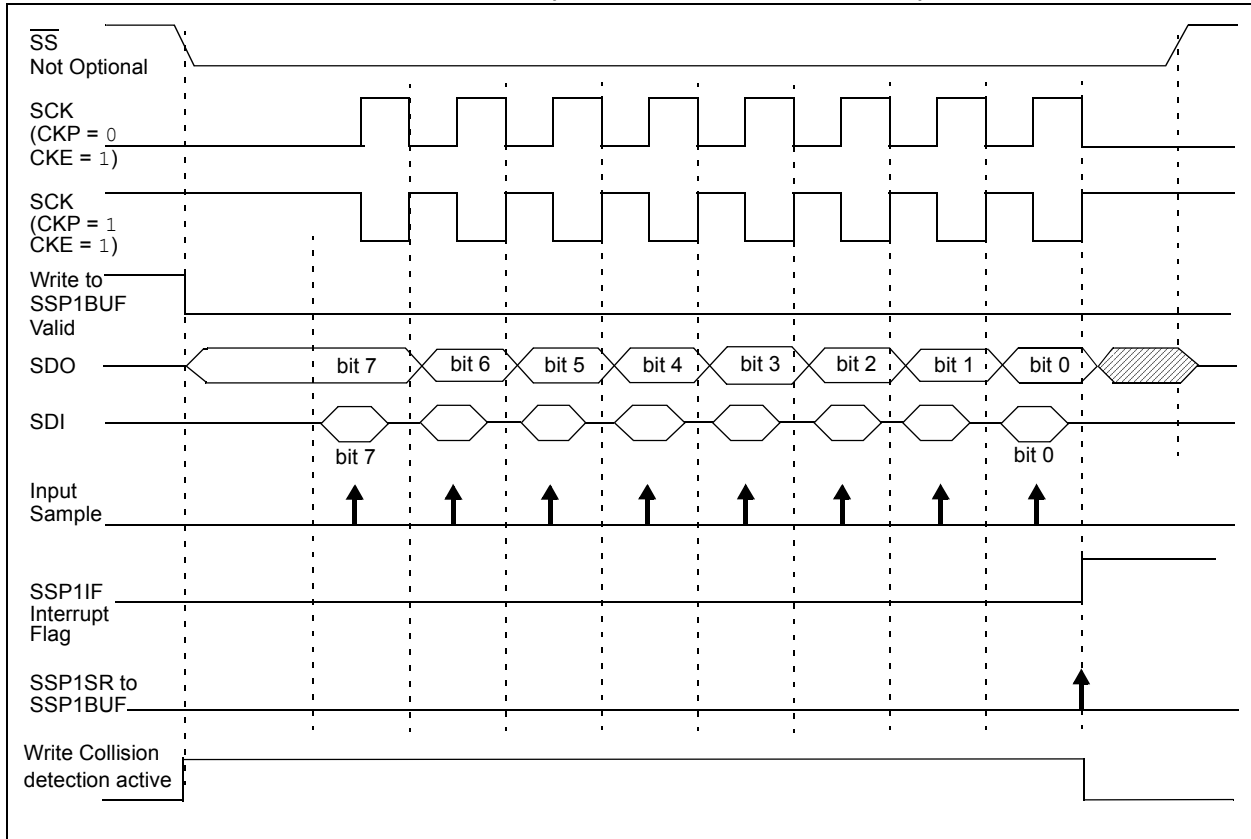 SS
Not Optional
SCK
(CKP = 0
CKE = 1)
SCK
(CKP = 1
CKE = 1)
Write to
SSP1BUF
Valid
SDO
bit 7
bit 6
bit 5
bit 4
bit 3
bit 2
bit 1
bit 0
SDI
bit 7
bit 0
Input
Sample
SSP1IF
Interrupt
Flag
SSP1SR to
SSP1BUF
Write Collision
detection active